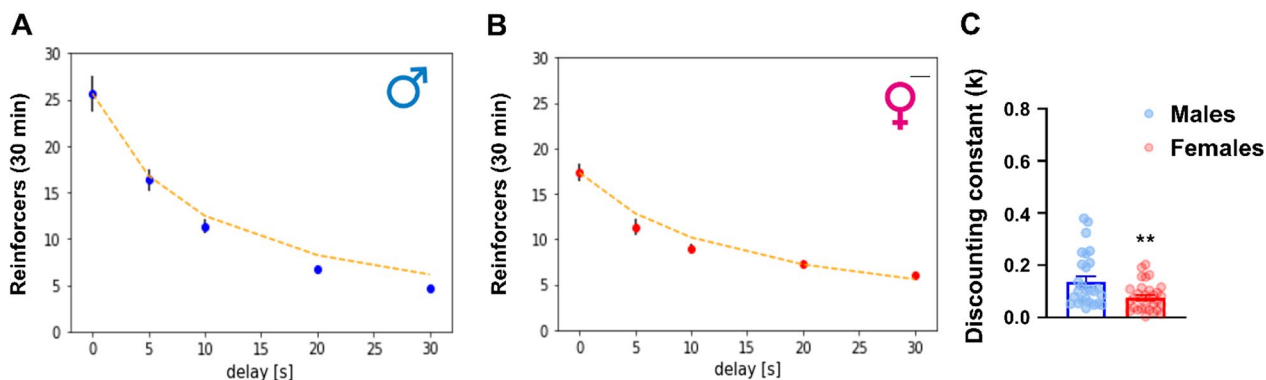 A
Reinforcers (30 min)
30
25
20
15
10
5
0
0 5 10 15 20 25 30
delay [s]
B
Reinforcers (30 min)
30
25
20
15
10
5
0
0 5 10 15 20 25 30
delay [s]
C
Discounting constant (k)
0.8
0.6
0.4
0.2
0.0
Males
Females
**